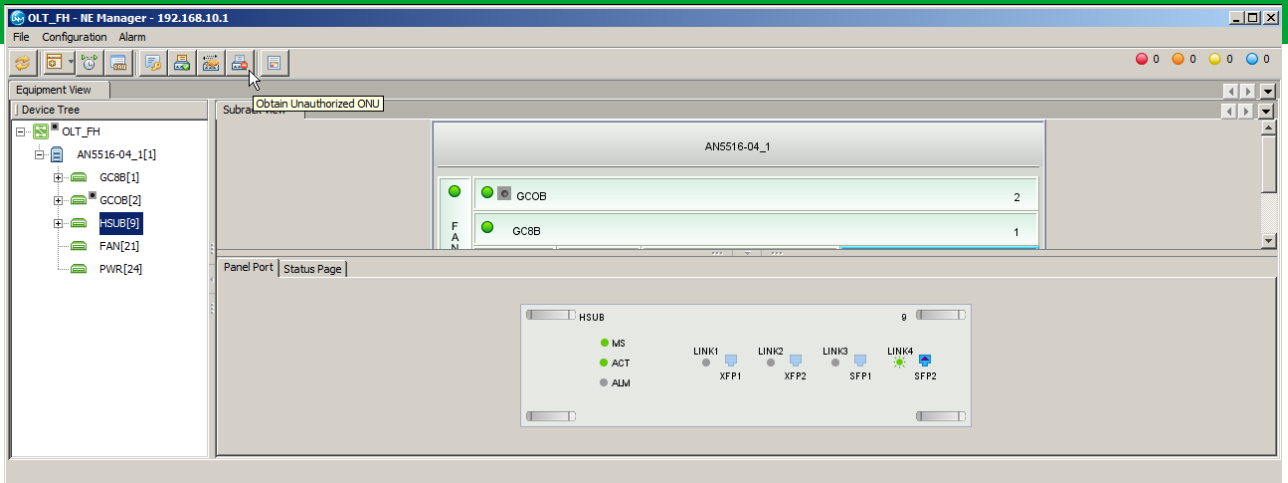 OLT_FH - NE Manager - 192.168.10.1
File Configuration Alarm
0 0 0 0
Equipment View
Obtain Unauthorized ONU
Device Tree
OLT_FH
AN5516-04_1[1]
GC8B[1]
GCOB[2]
HSUB[9]
FAN[21]
PWR[24]
AN5516-04_1
GCOB 2
FAN
GC8B 1
Panel Port Status Page
HSUB 9
MS
ACT
ALM
LINK1 LINK2 LINK3 LINK4
XFP1 XFP2 SFP1 SFP2